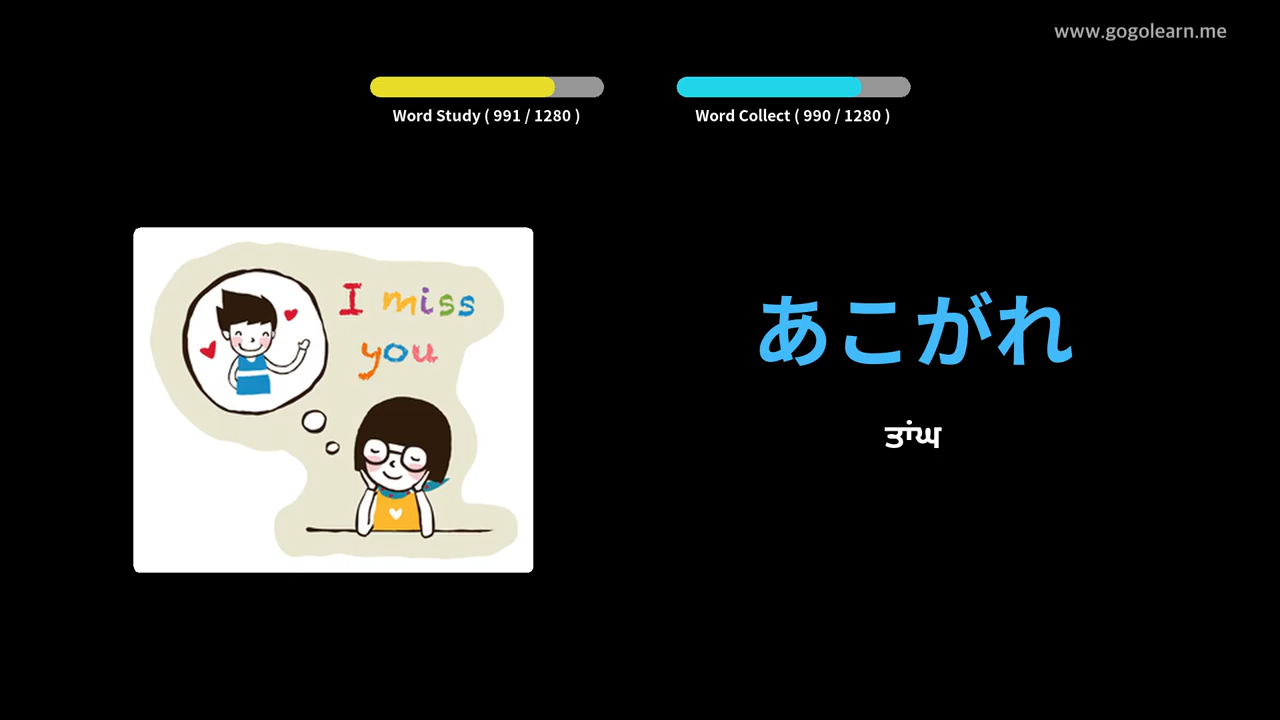 www.gogolearn.me
Word Study ( 991 / 1280 )
Word Collect ( 990 / 1280 )
I miss
you
あこがれ
ਤਾਂਘ